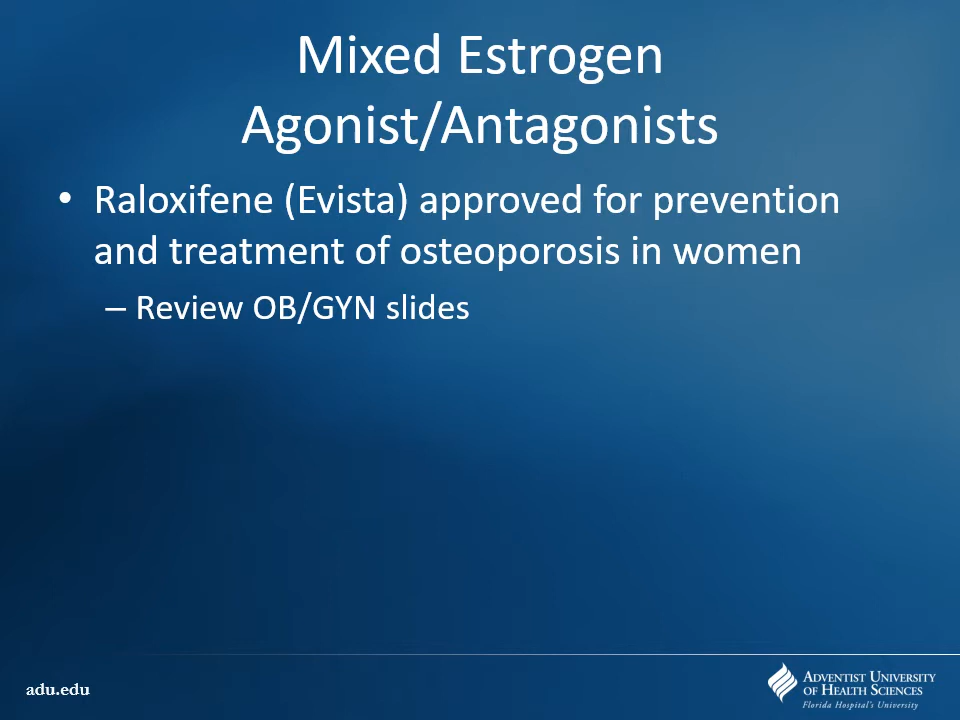 Mixed Estrogen
Agonist/Antagonists
• Raloxifene (Evista) approved for prevention
and treatment of osteoporosis in women
– Review OB/GYN slides
adu.edu
ADVENTIST UNIVERSITY
OF HEALTH SCIENCES
Florida Hospital's University